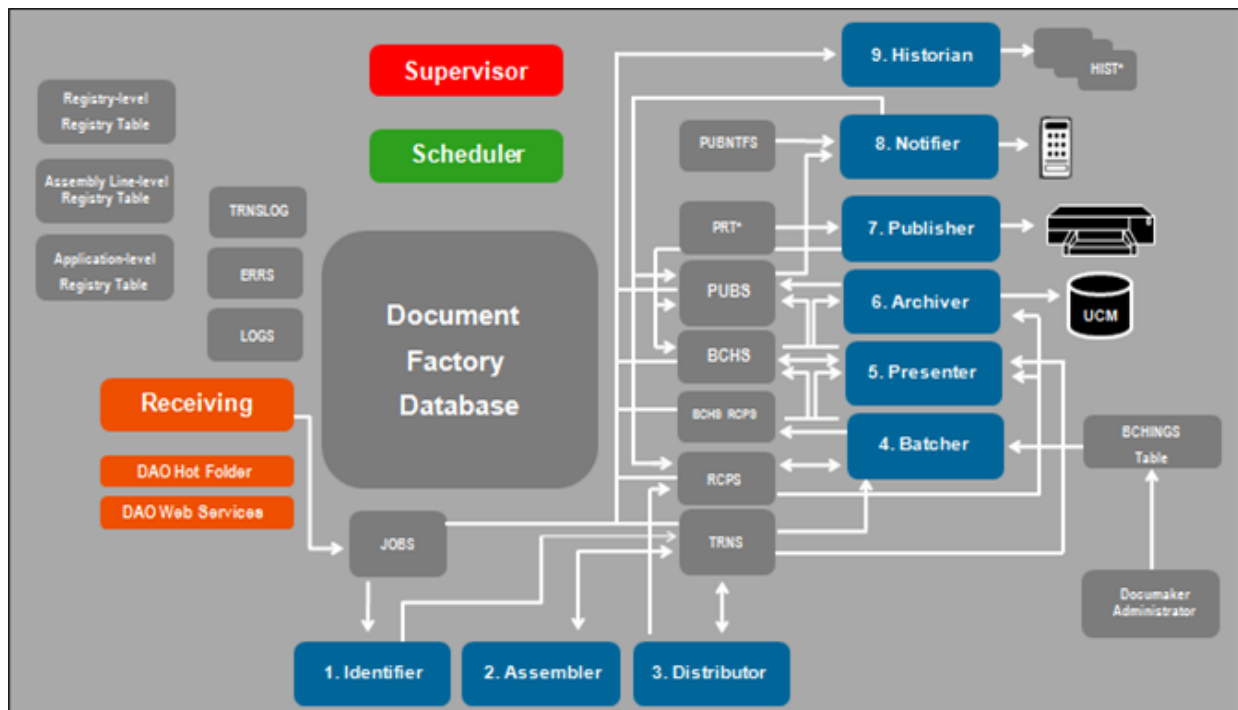 Supervisor
Scheduler
Registry-level
Registry Table
Assembly Line-level
Registry Table
Application-level
Registry Table
TRNSLOG
ERRS
LOGS
Document
Factory
Database
Receiving
DAO Hot Folder
DAO Web Services
JOBS
PUBNTFS
PRT*
PUBS
BCHS
BCHS RCPS
RCPS
TRNS
9. Historian
HIST*
8. Notifier
7. Publisher
6. Archiver
UCM
5. Presenter
4. Batcher
BCHINGS
Table
Documaker
Administrator
1. Identifier
2. Assembler
3. Distributor